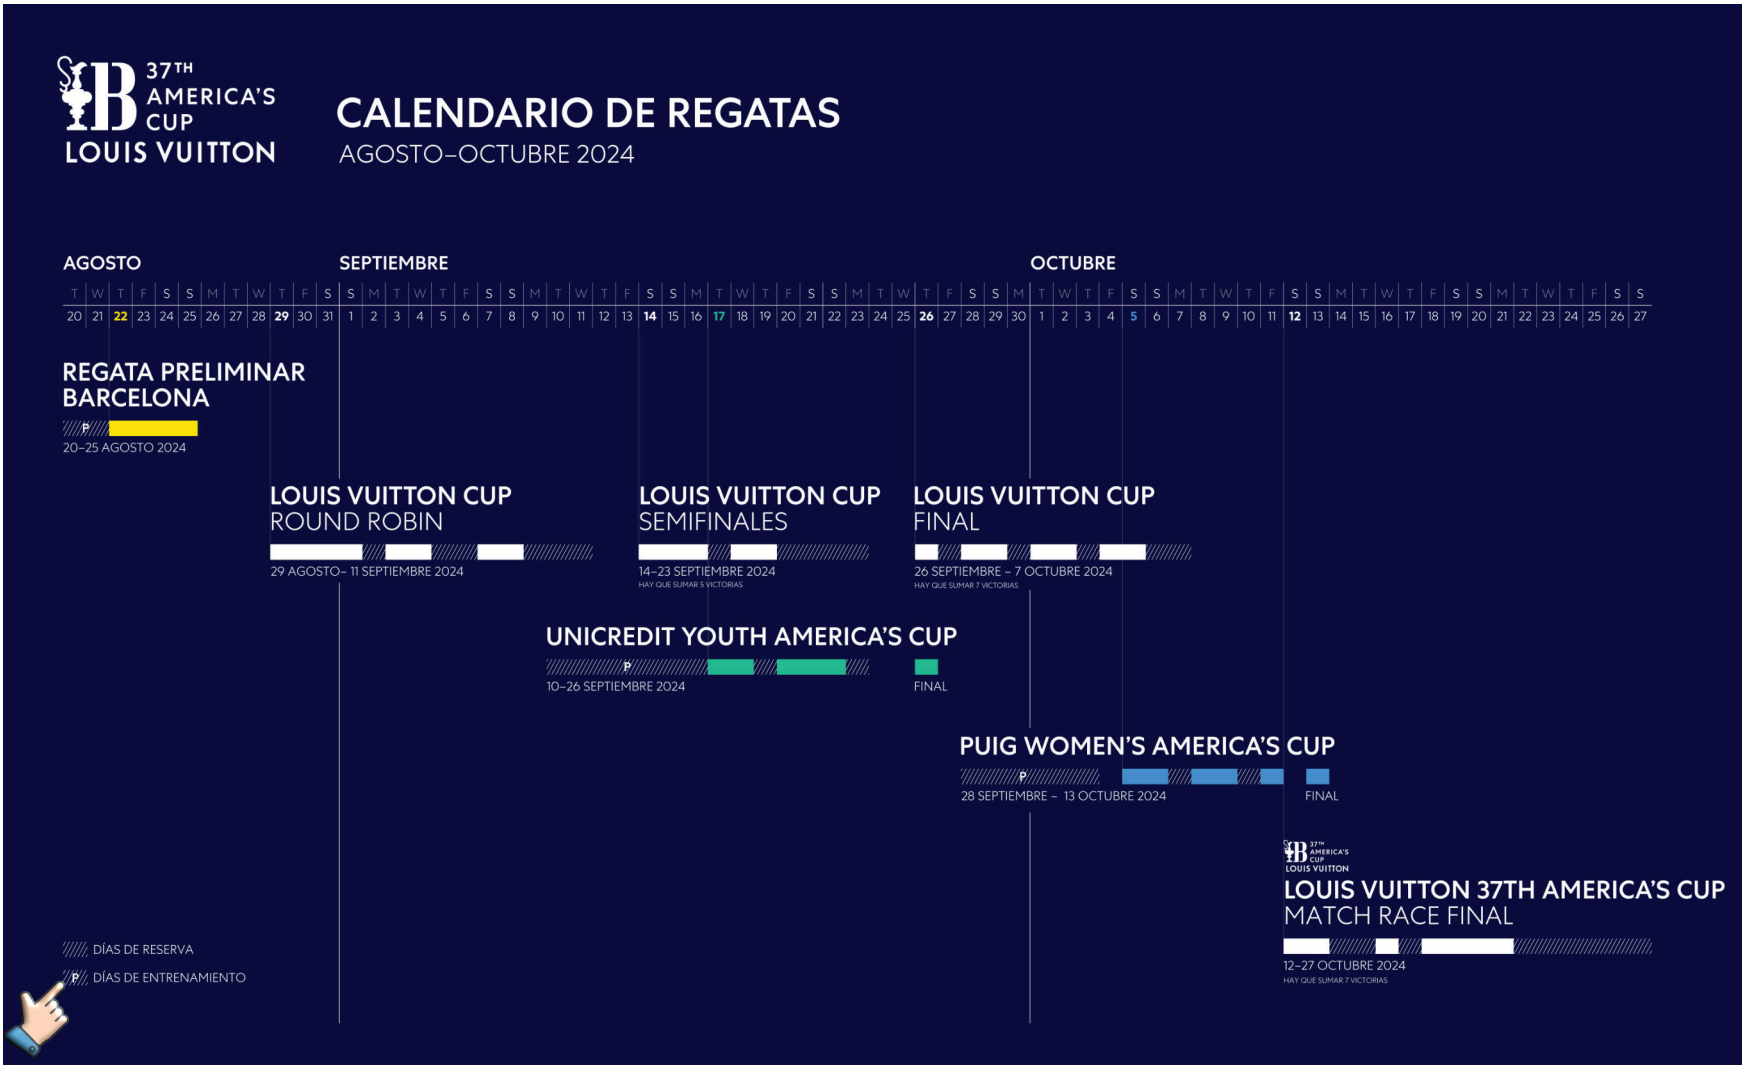 37TH
AMERICA'S
CUP
LOUIS VUITTON
CALENDARIO DE REGATAS
AGOSTO–OCTUBRE 2024
AGOSTO SEPTIEMBRE OCTUBRE
T W T F S S M T W T F S S M T W T F S S M T W T F S S M T W T F S S M T W T F S S M T W T F S S M T W T F S S M T W T F S S M T W T F S S
20 21 22 23 24 25 26 27 28 29 30 31 1 2 3 4 5 6 7 8 9 10 11 12 13 14 15 16 17 18 19 20 21 22 23 24 25 26 27 28 29 30 1 2 3 4 5 6 7 8 9 10 11 12 13 14 15 16 17 18 19 20 21 22 23 24 25 26 27
REGATA PRELIMINAR
BARCELONA
P
20–25 AGOSTO 2024
LOUIS VUITTON CUP
ROUND ROBIN
29 AGOSTO– 11 SEPTIEMBRE 2024
LOUIS VUITTON CUP
SEMIFINALES
14–23 SEPTIEMBRE 2024
HAY QUE SUMAR 5 VICTORIAS
LOUIS VUITTON CUP
FINAL
26 SEPTIEMBRE – 7 OCTUBRE 2024
HAY QUE SUMAR 7 VICTORIAS
UNICREDIT YOUTH AMERICA'S CUP
P
10–26 SEPTIEMBRE 2024
FINAL
PUIG WOMEN'S AMERICA'S CUP
P
28 SEPTIEMBRE – 13 OCTUBRE 2024
FINAL
37TH
AMERICA'S
CUP
LOUIS VUITTON
LOUIS VUITTON 37TH AMERICA'S CUP
MATCH RACE FINAL
12–27 OCTUBRE 2024
HAY QUE SUMAR 7 VICTORIAS
DÍAS DE RESERVA
P DÍAS DE ENTRENAMIENTO